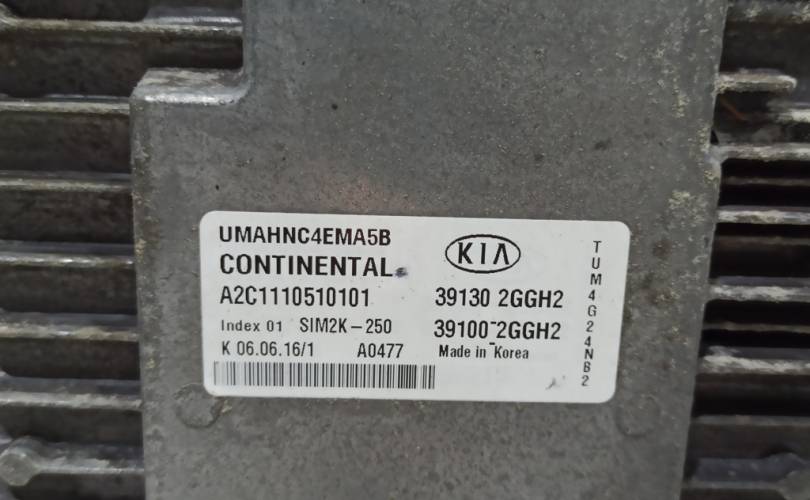 UMAHNC4EMA5B
CONTINENTAL
KIA
A2C1110510101 39130 2GGH2
Index 01 SIM2K-250 39100-2GGH2
K 06.06.16/1 A0477 Made in Korea
TUM4G24NB2